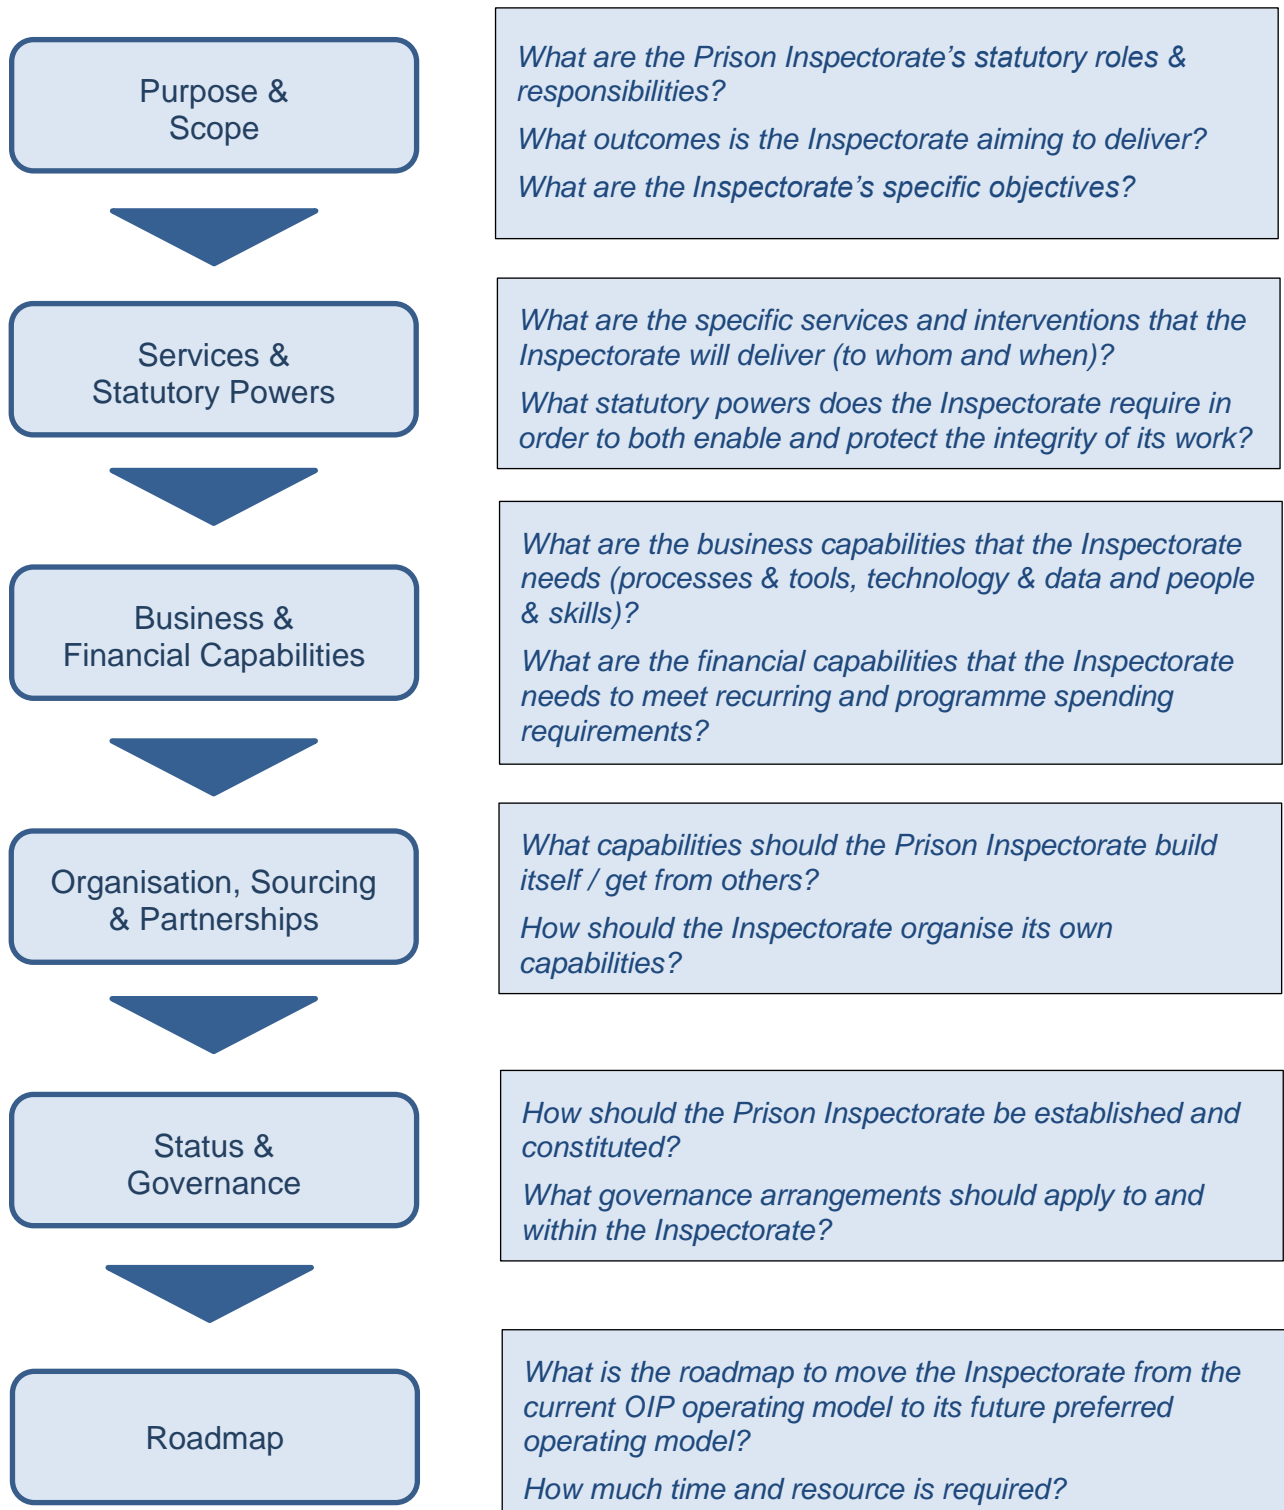 Purpose &
Scope
What are the Prison Inspectorate's statutory roles &
responsibilities?
What outcomes is the Inspectorate aiming to deliver?
What are the Inspectorate's specific objectives?
Services &
Statutory Powers
What are the specific services and interventions that the
Inspectorate will deliver (to whom and when)?
What statutory powers does the Inspectorate require in
order to both enable and protect the integrity of its work?
Business &
Financial Capabilities
What are the business capabilities that the Inspectorate
needs (processes & tools, technology & data and people
& skills)?
What are the financial capabilities that the Inspectorate
needs to meet recurring and programme spending
requirements?
Organisation, Sourcing
& Partnerships
What capabilities should the Prison Inspectorate build
itself / get from others?
How should the Inspectorate organise its own
capabilities?
Status &
Governance
How should the Prison Inspectorate be established and
constituted?
What governance arrangements should apply to and
within the Inspectorate?
Roadmap
What is the roadmap to move the Inspectorate from the
current OIP operating model to its future preferred
operating model?
How much time and resource is required?